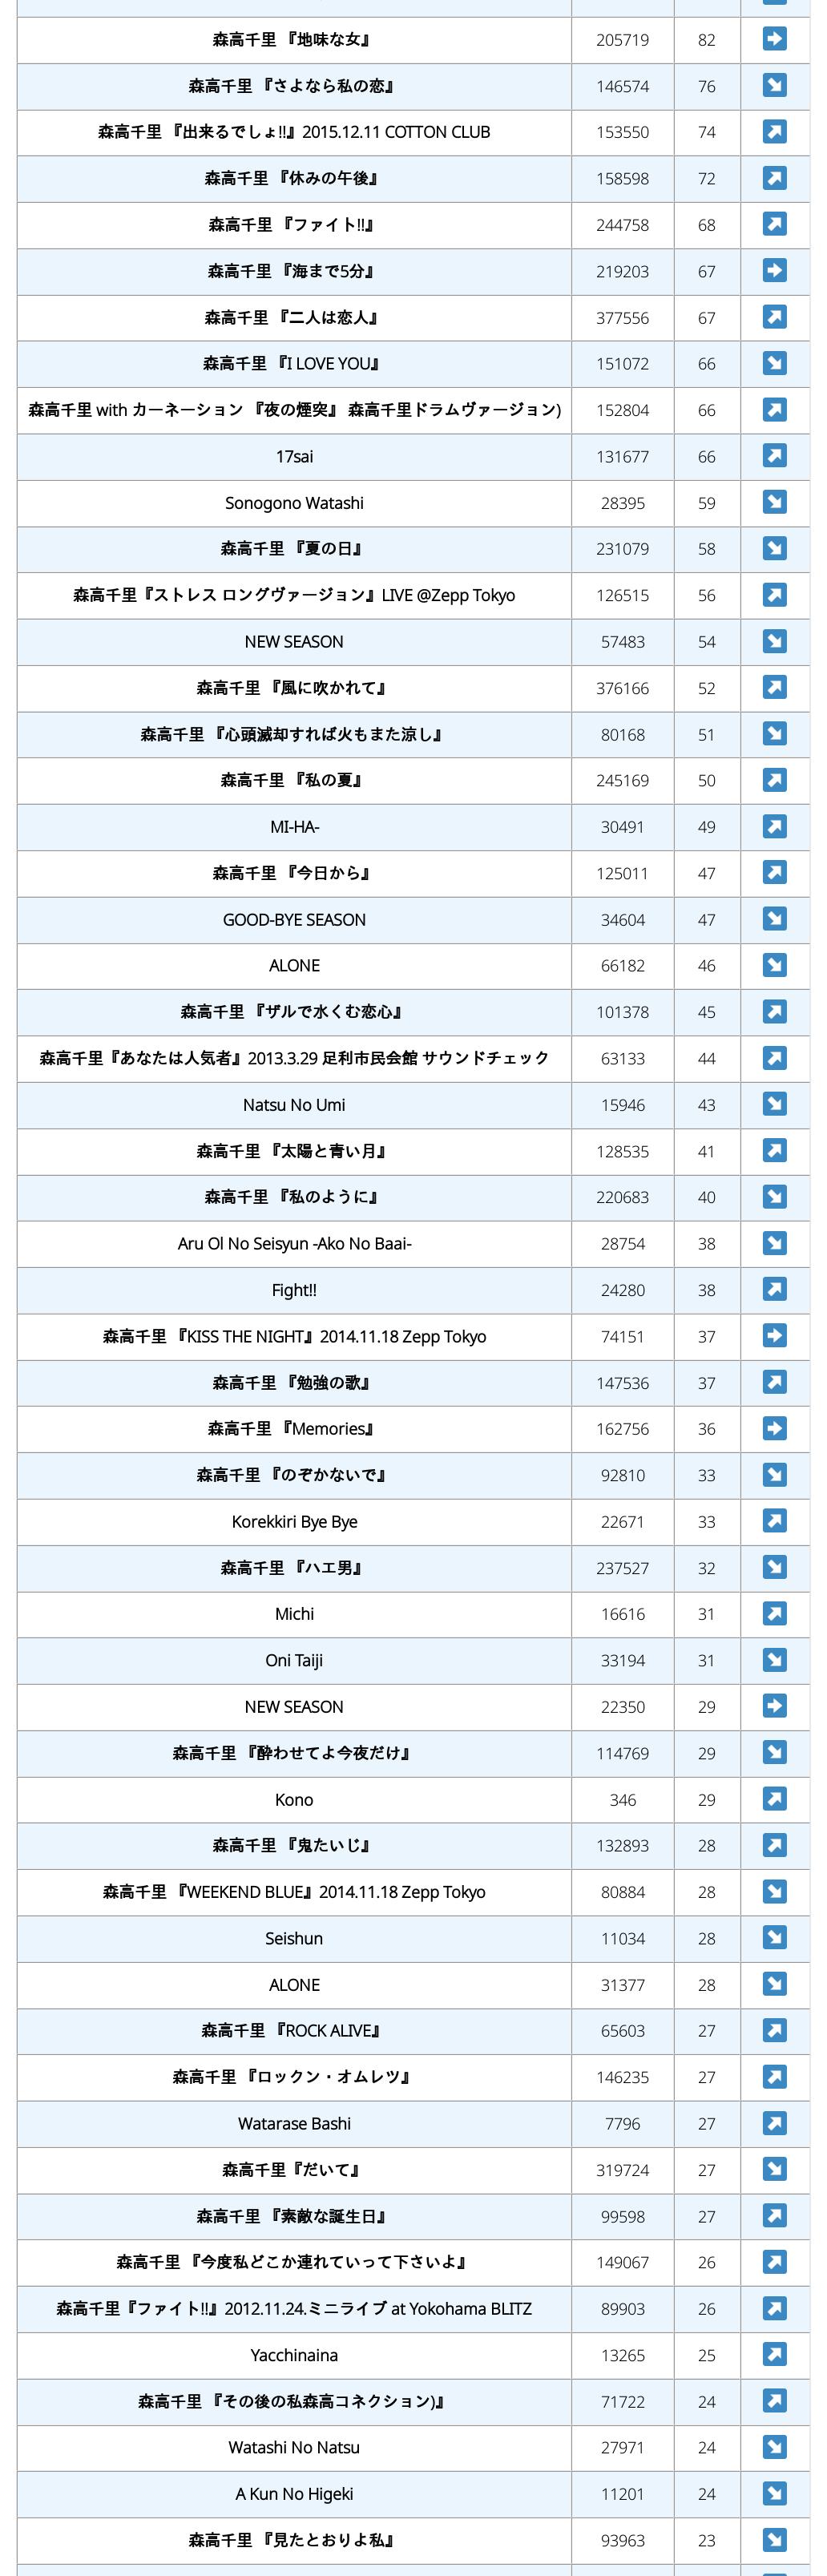 森高千里 『地味な女』 205719 82
森高千里 『さよなら私の恋』 146574 76
森高千里 『出来るでしょ!!』2015.12.11 COTTON CLUB 153550 74
森高千里 『休みの午後』 158598 72
森高千里 『ファイト!!』 244758 68
森高千里 『海まで5分』 219203 67
森高千里 『二人は恋人』 377556 67
森高千里 『I LOVE YOU』 151072 66
森高千里 with カーネーション 『夜の煙突』 森高千里ドラムヴァージョン) 152804 66
17sai 131677 66
Sonogono Watashi 28395 59
森高千里 『夏の日』 231079 58
森高千里『ストレス ロングヴァージョン』LIVE @Zepp Tokyo 126515 56
NEW SEASON 57483 54
森高千里 『風に吹かれて』 376166 52
森高千里 『心頭滅却すれば火もまた涼し』 80168 51
森高千里 『私の夏』 245169 50
MI-HA- 30491 49
森高千里 『今日から』 125011 47
GOOD-BYE SEASON 34604 47
ALONE 66182 46
森高千里 『ザルで水くむ恋心』 101378 45
森高千里『あなたは人気者』2013.3.29 足利市民会館 サウンドチェック 63133 44
Natsu No Umi 15946 43
森高千里 『太陽と青い月』 128535 41
森高千里 『私のように』 220683 40
Aru Ol No Seisyun -Ako No Baai- 28754 38
Fight!! 24280 38
森高千里 『KISS THE NIGHT』2014.11.18 Zepp Tokyo 74151 37
森高千里 『勉強の歌』 147536 37
森高千里 『Memories』 162756 36
森高千里 『のぞかないで』 92810 33
Korekkiri Bye Bye 22671 33
森高千里 『ハエ男』 237527 32
Michi 16616 31
Oni Taiji 33194 31
NEW SEASON 22350 29
森高千里 『酔わせてよ今夜だけ』 114769 29
Kono 346 29
森高千里 『鬼たいじ』 132893 28
森高千里 『WEEKEND BLUE』2014.11.18 Zepp Tokyo 80884 28
Seishun 11034 28
ALONE 31377 28
森高千里 『ROCK ALIVE』 65603 27
森高千里 『ロックン・オムレツ』 146235 27
Watarase Bashi 7796 27
森高千里『だいて』 319724 27
森高千里 『素敵な誕生日』 99598 27
森高千里 『今度私どこか連れていって下さいよ』 149067 26
森高千里『ファイト!!』2012.11.24.ミニライブ at Yokohama BLITZ 89903 26
Yacchinaina 13265 25
森高千里 『その後の私森高コネクション)』 71722 24
Watashi No Natsu 27971 24
A Kun No Higeki 11201 24
森高千里 『見たとおりよ私』 93963 23